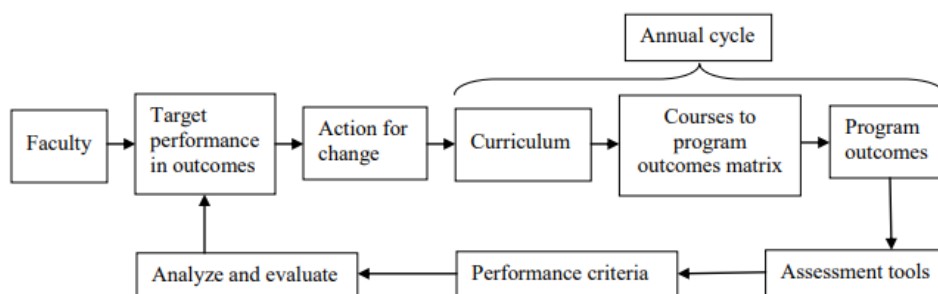 Annual cycle
Faculty
Target
performance
in outcomes
Action for
change
Curriculum
Courses to
program
outcomes matrix
Program
outcomes
Analyze and evaluate
Performance criteria
Assessment tools